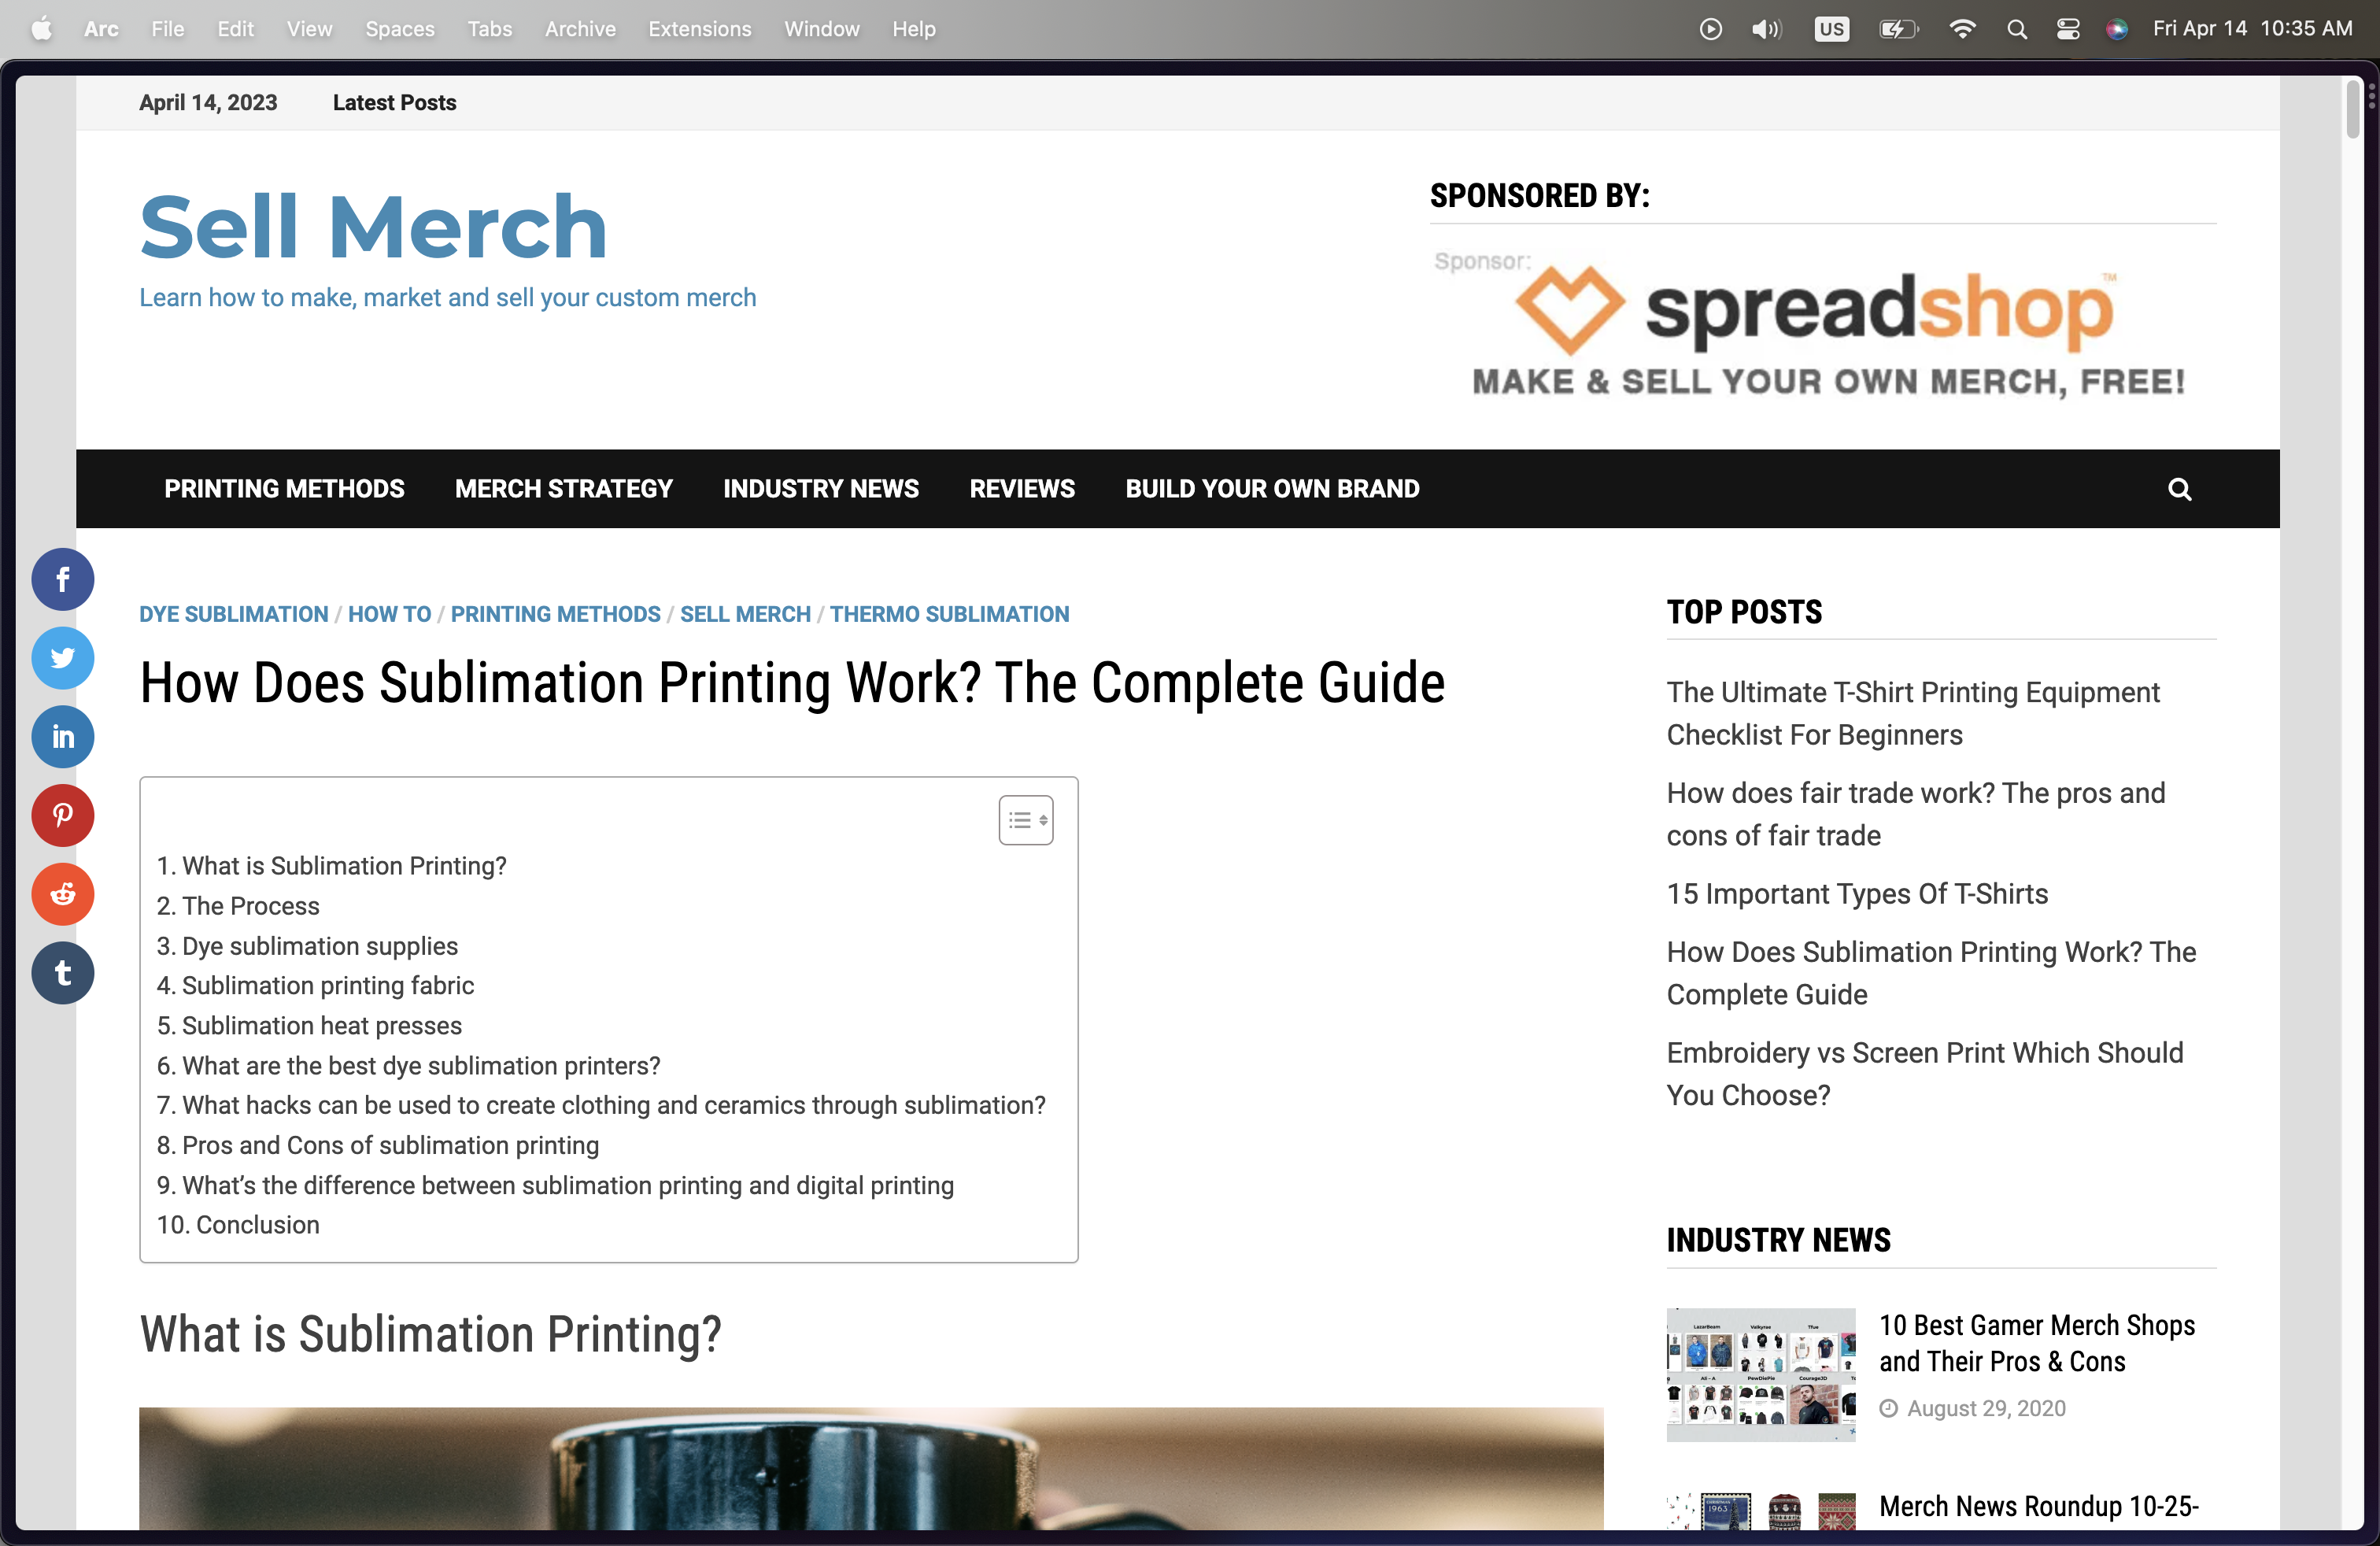 Arc File Edit View Spaces Tabs Archive Extensions Window Help US Fri Apr 14 10:35 AM
April 14, 2023 Latest Posts
Sell Merch
Learn how to make, market and sell your custom merch
SPONSORED BY:
Sponsor:
spreadshop™
MAKE & SELL YOUR OWN MERCH, FREE!
PRINTING METHODS MERCH STRATEGY INDUSTRY NEWS REVIEWS BUILD YOUR OWN BRAND
DYE SUBLIMATION / HOW TO / PRINTING METHODS / SELL MERCH / THERMO SUBLIMATION
How Does Sublimation Printing Work? The Complete Guide
1. What is Sublimation Printing?
2. The Process
3. Dye sublimation supplies
4. Sublimation printing fabric
5. Sublimation heat presses
6. What are the best dye sublimation printers?
7. What hacks can be used to create clothing and ceramics through sublimation?
8. Pros and Cons of sublimation printing
9. What’s the difference between sublimation printing and digital printing
10. Conclusion
What is Sublimation Printing?
TOP POSTS
The Ultimate T-Shirt Printing Equipment
Checklist For Beginners
How does fair trade work? The pros and
cons of fair trade
15 Important Types Of T-Shirts
How Does Sublimation Printing Work? The
Complete Guide
Embroidery vs Screen Print Which Should
You Choose?
INDUSTRY NEWS
LazarBeam Valkyrae Tfue
Ali - A PewDiePie CourageJD
10 Best Gamer Merch Shops
and Their Pros & Cons
August 29, 2020
1963
Merch News Roundup 10-25-